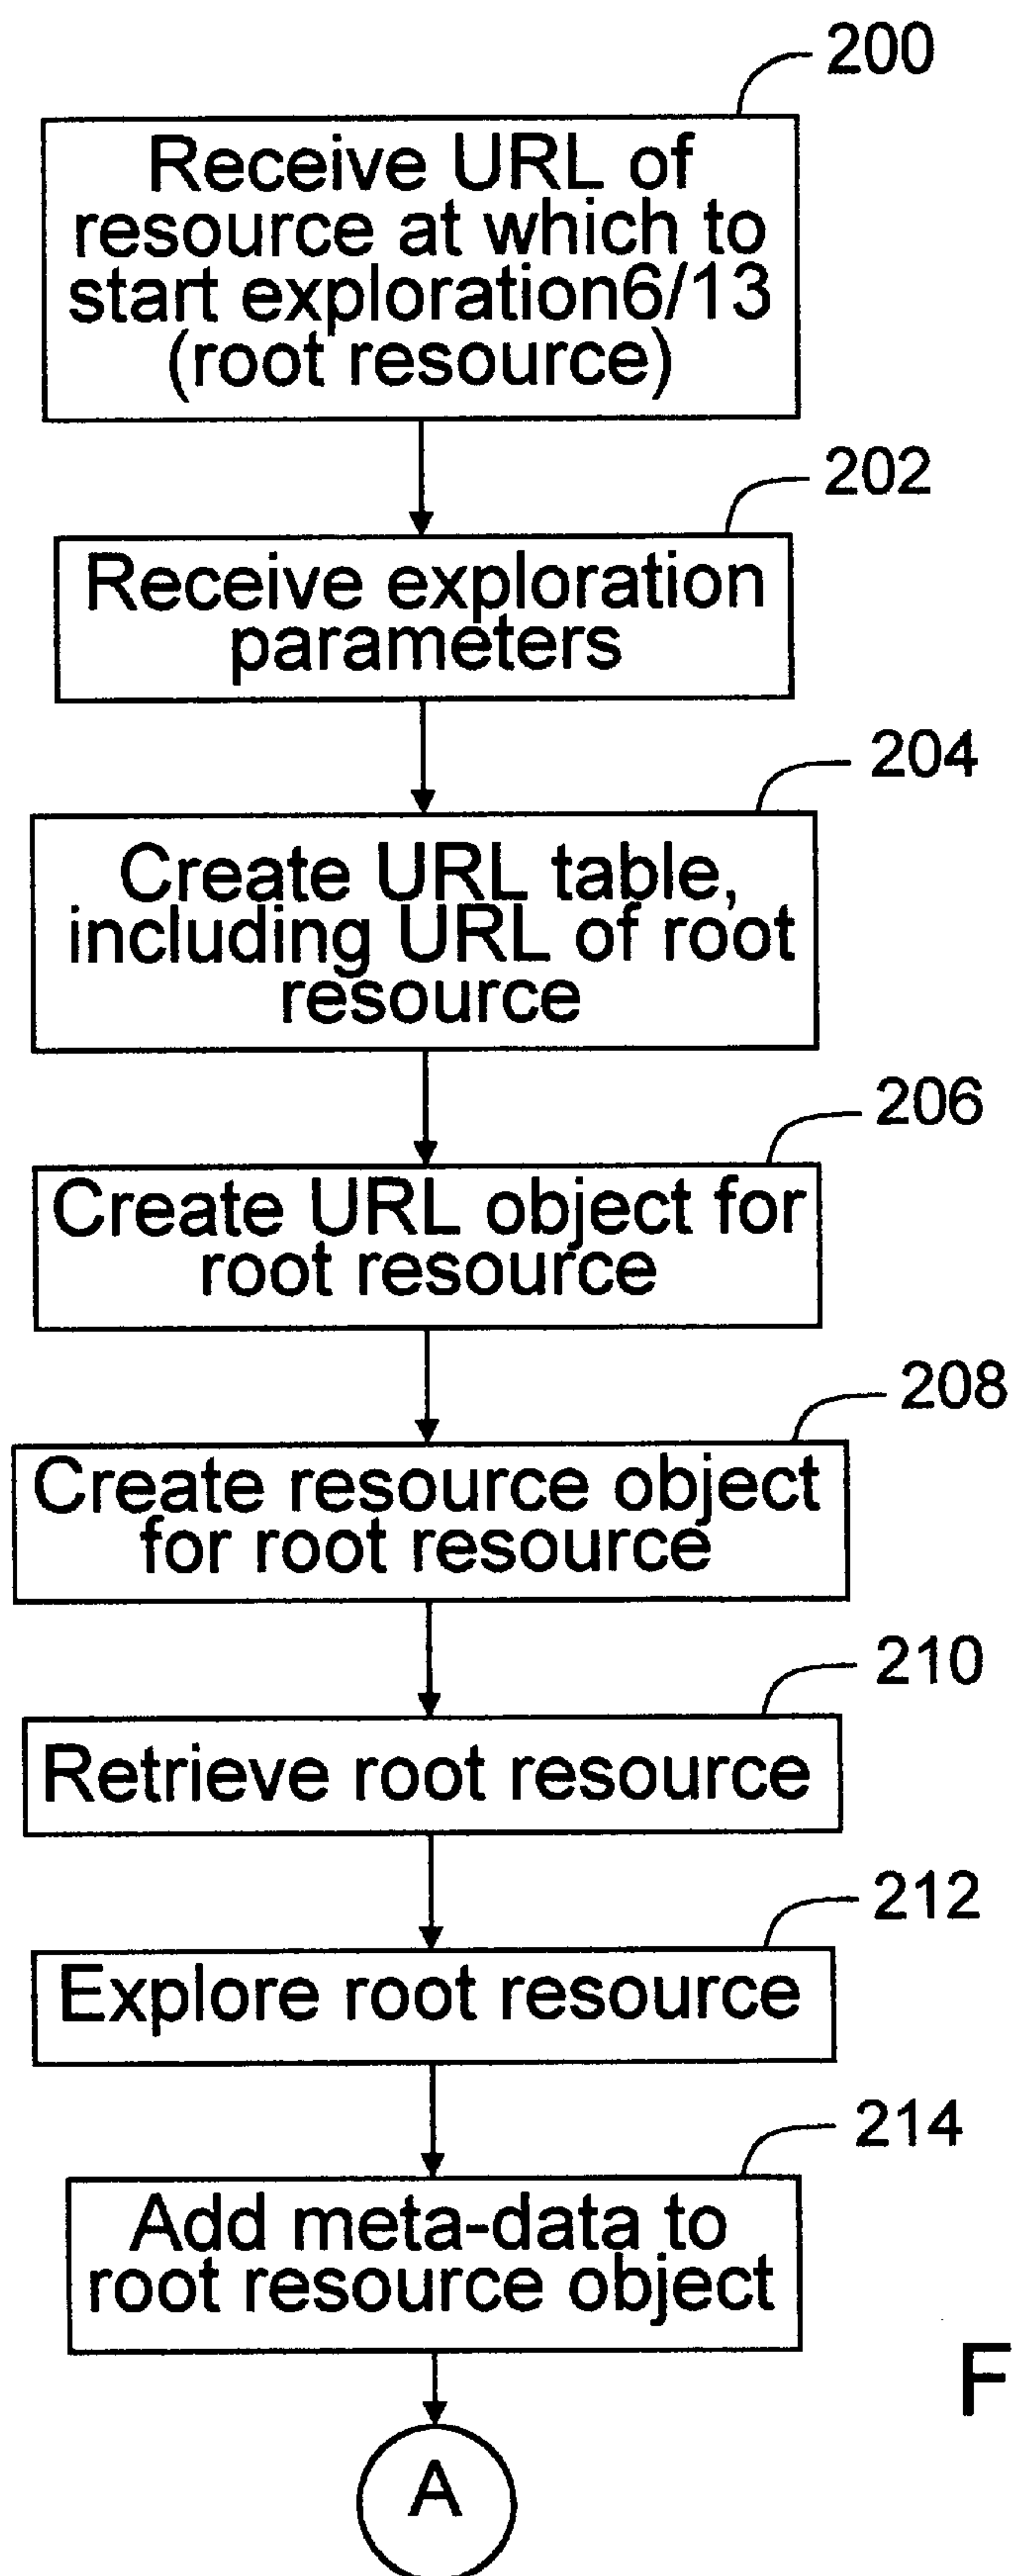 200
Receive URL of
resource at which to
start exploration6/13
(root resource)
202
Receive exploration
parameters
204
Create URL table,
including URL of root
resource
206
Create URL object for
root resource
208
Create resource object
for root resource
210
Retrieve root resource
212
Explore root resource
214
Add meta-data to
root resource object
F
A